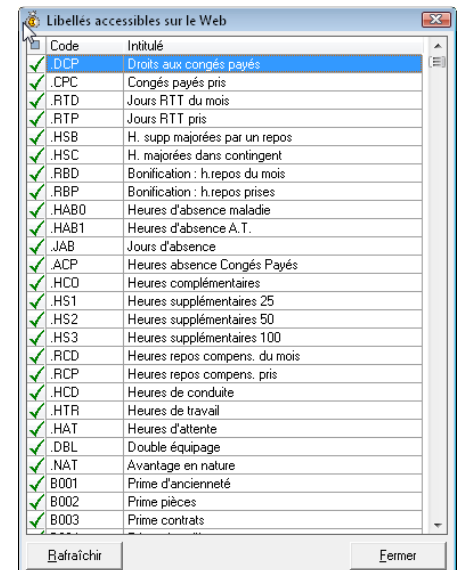 Libellés accessibles sur le Web
Code Intitulé
.DCP Droits aux congés payés
.CPC Congés payés pris
.RTD Jours RTT du mois
.RTP Jours RTT pris
.HSB H. supp majorées par un repos
.HSC H. majorées dans contingent
.RBD Bonification : h.repos du mois
.RBP Bonification : h.repos prises
.HAB0 Heures d'absence maladie
.HAB1 Heures d'absence A.T.
.JAB Jours d'absence
.ACP Heures absence Congés Payés
.HCO Heures complémentaires
.HS1 Heures supplémentaires 25
.HS2 Heures supplémentaires 50
.HS3 Heures supplémentaires 100
.RCD Heures repos compens. du mois
.RCP Heures repos compens. pris
.HCD Heures de conduite
.HTR Heures de travail
.HAT Heures d'attente
.DBL Double équipage
.NAT Avantage en nature
B001 Prime d'ancienneté
B002 Prime pièces
B003 Prime contrats
Rafraîchir Fermer